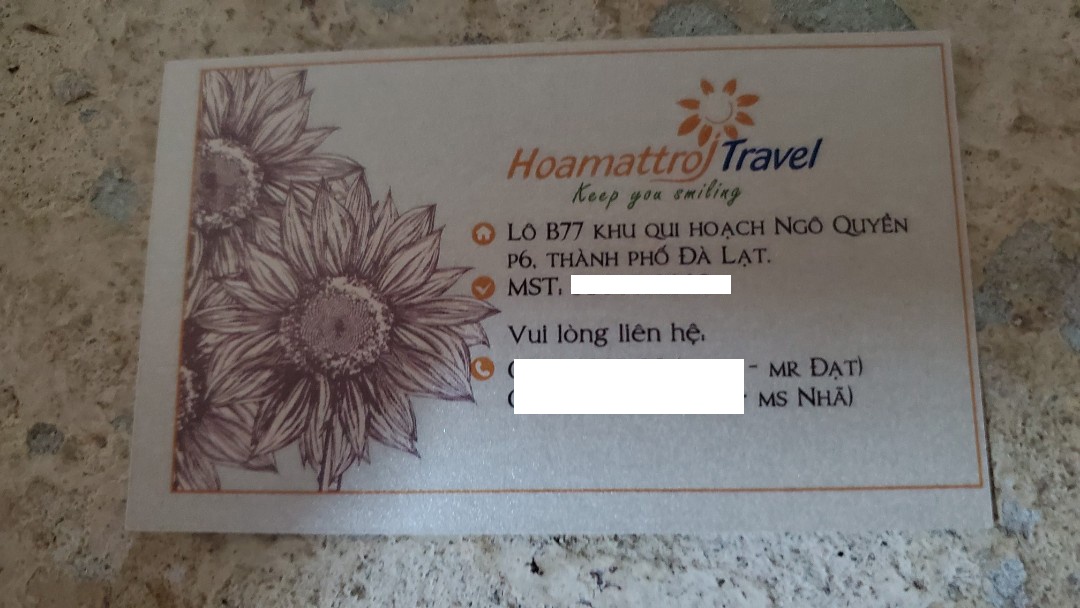 Hoamattroj Travel
Keep you smiling
LÔ B77 KHU QUI HOẠCH NGÔ QUYỀN
P6, THÀNH PHỐ ĐÀ LẠT.
MST:
Vui lòng liên hệ:
- MR ĐẠT)
- MS NHÃ)